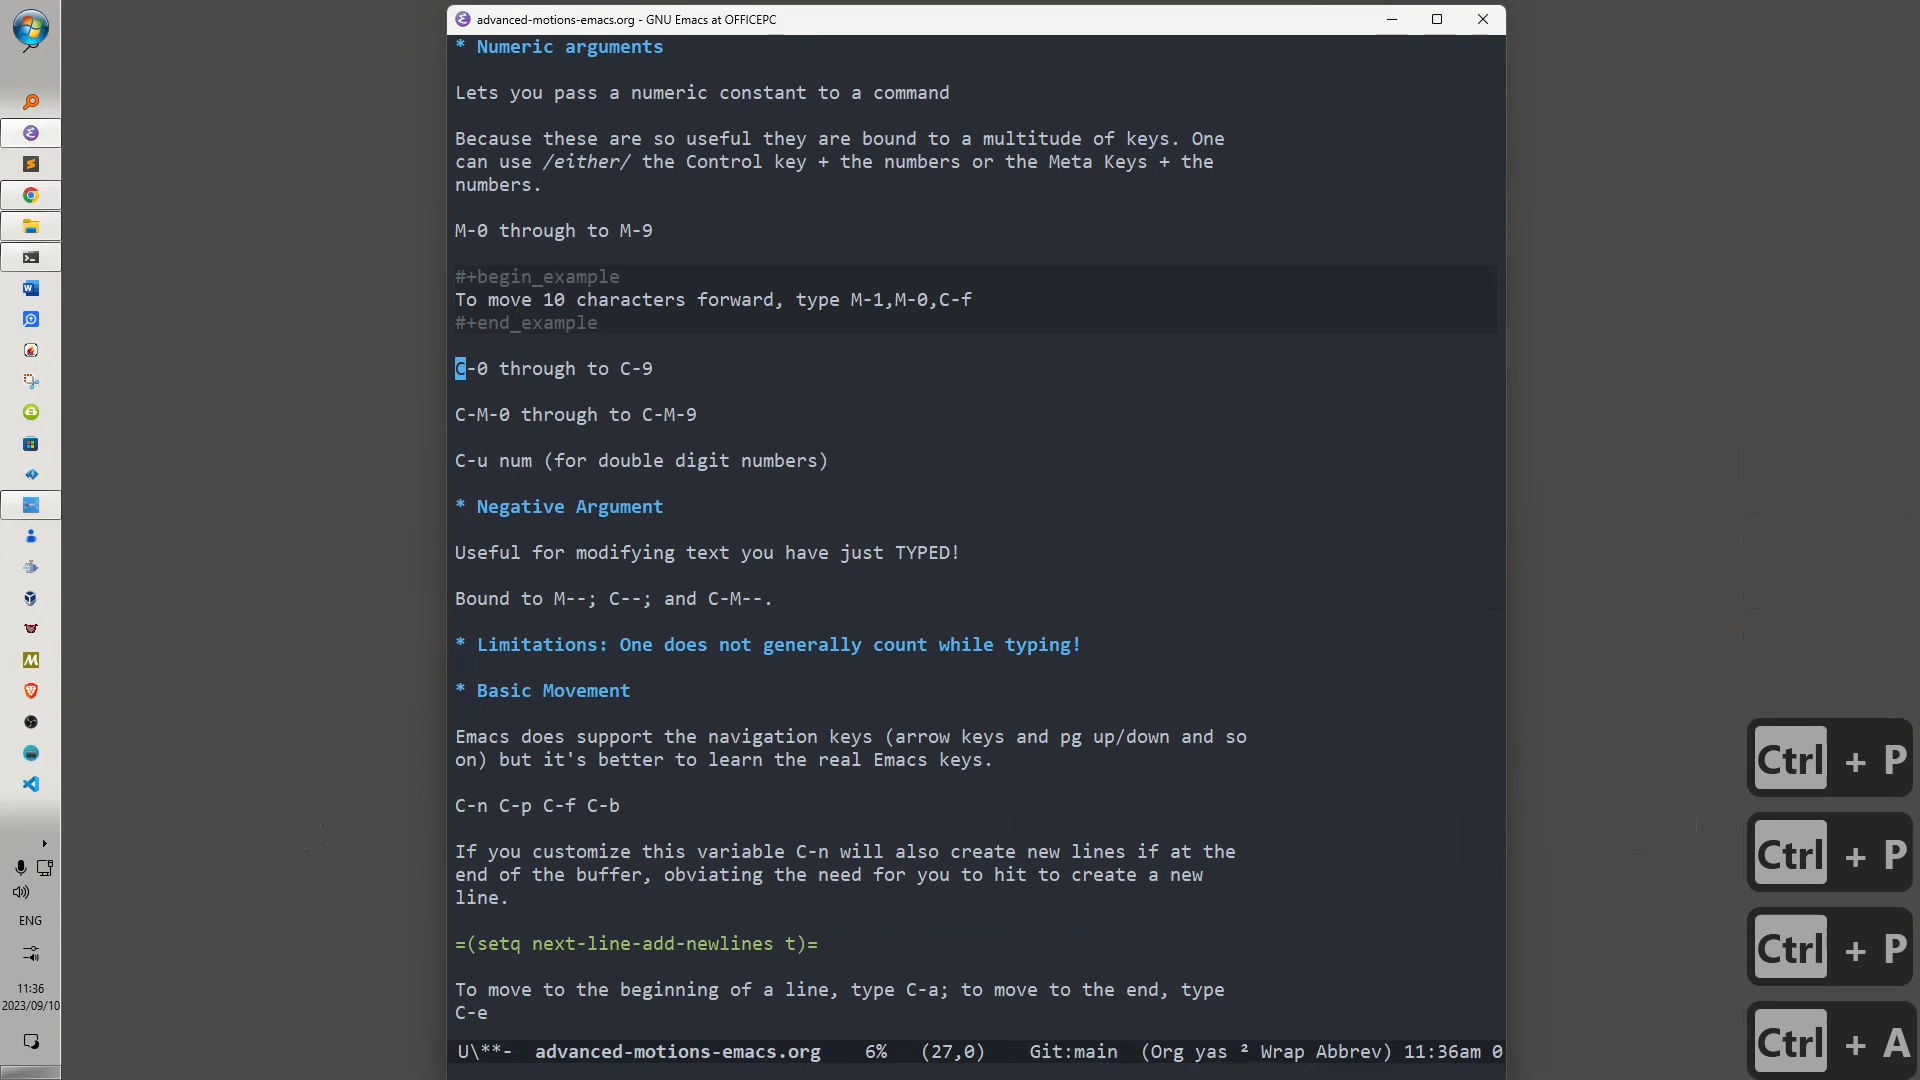 advanced-motions-emacs.org - GNU Emacs at OFFICEPC
* Numeric arguments
Lets you pass a numeric constant to a command
Because these are so useful they are bound to a multitude of keys. One
can use /either/ the Control key + the numbers or the Meta Keys + the
numbers.
M-0 through to M-9
#+begin_example
To move 10 characters forward, type M-1,M-0,C-f
#+end_example
C-0 through to C-9
C-M-0 through to C-M-9
C-u num (for double digit numbers)
* Negative Argument
Useful for modifying text you have just TYPED!
Bound to M--; C--; and C-M--.
* Limitations: One does not generally count while typing!
* Basic Movement
Emacs does support the navigation keys (arrow keys and pg up/down and so
on) but it's better to learn the real Emacs keys.
C-n C-p C-f C-b
If you customize this variable C-n will also create new lines if at the
end of the buffer, obviating the need for you to hit to create a new
line.
=(setq next-line-add-newlines t)=
To move to the beginning of a line, type C-a; to move to the end, type
C-e
U\**- advanced-motions-emacs.org 6% (27,0) Git:main (Org yas ² Wrap Abbrev) 11:36am 0
ENG
11:36
2023/09/10
Ctrl + P
Ctrl + P
Ctrl + P
Ctrl + A